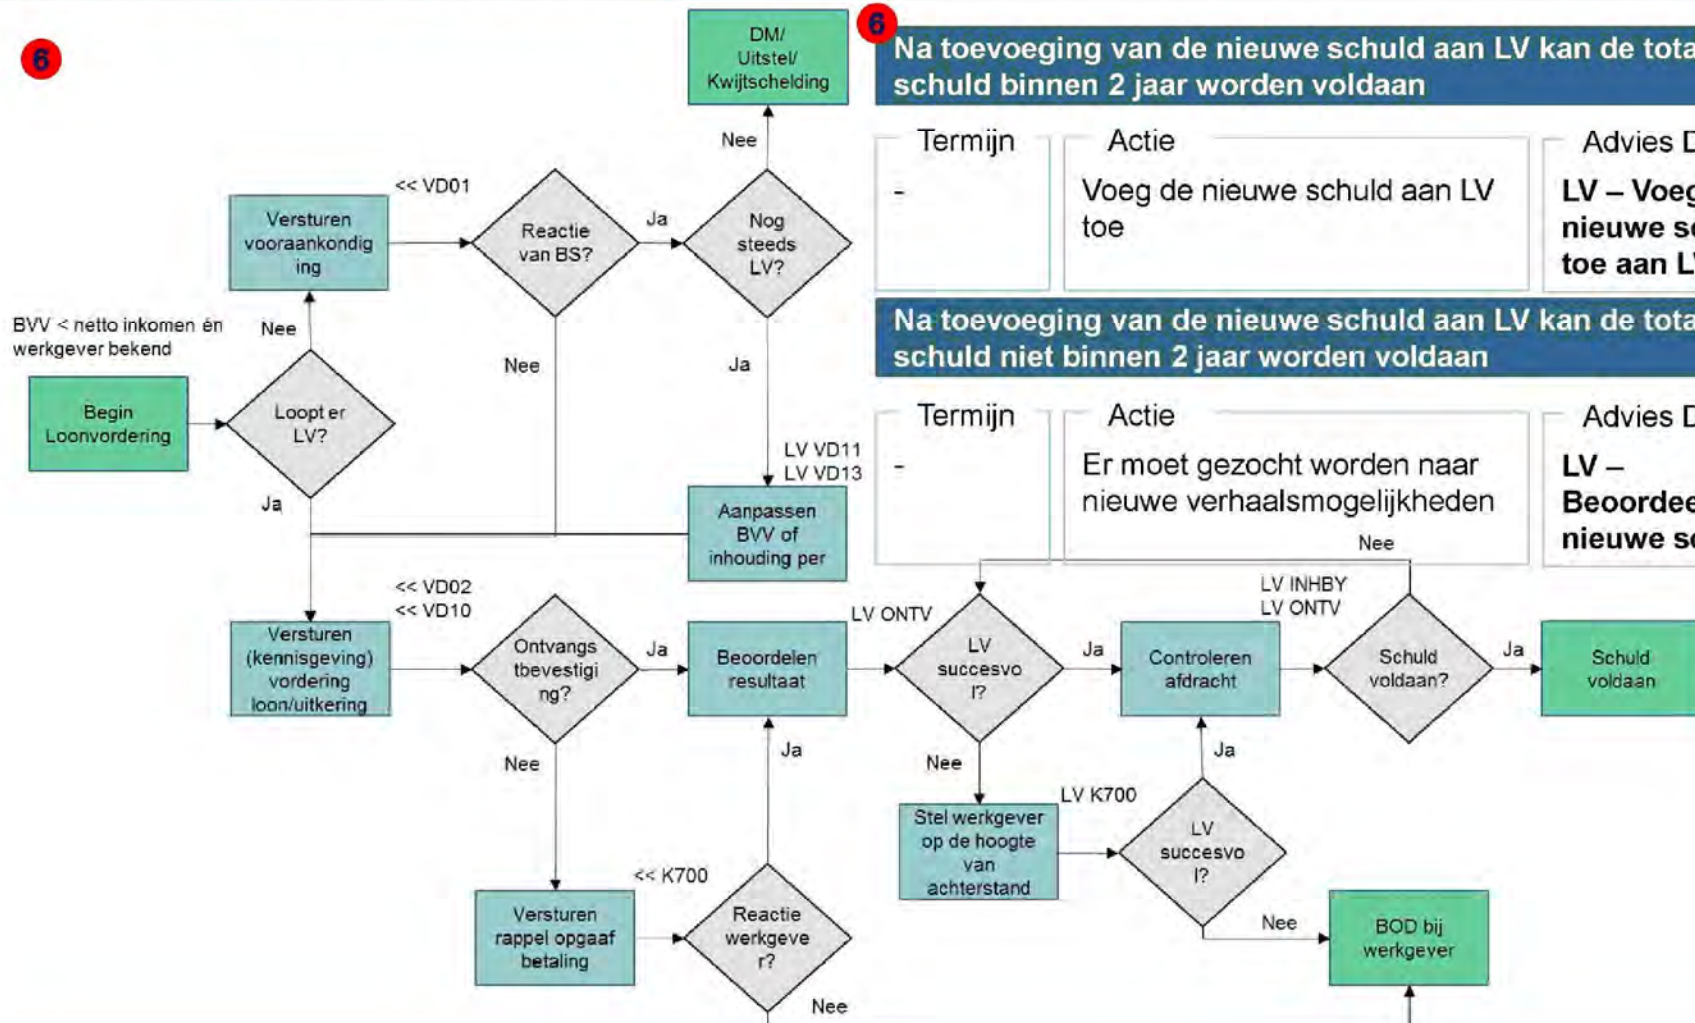 6
DM/
Uitstel/
Kwijtschelding
Nee
<< VD01
Versturen
vooraankondig
ing
Reactie
van BS?
Ja
Nog
steeds
LV?
BVV < netto inkomen én
werkgever bekend
Nee
Nee
Ja
Begin
Loonvordering
Loopt er
LV?
Ja
LV VD11
LV VD13
Aanpassen
BVV of
inhouding per
<< VD02
<< VD10
Versturen
(kennisgeving)
vordering
loon/uitkering
Ontvangs
tbevestigi
ng?
Ja
Beoordelen
resultaat
LV ONTV
LV
succesvo
l?
Ja
Controleren
afdracht
LV INHBY
LV ONTV
Nee
Schuld
voldaan?
Ja
Schuld
voldaan
Nee
Ja
Nee
Ja
Stel werkgever
op de hoogte
van
achterstand
LV K700
LV
succesvo
l?
Versturen
rappel opgaaf
betaling
<< K700
Reactie
werkgeve
r?
Nee
BOD bij
werkgever
Nee
6
Na toevoeging van de nieuwe schuld aan LV kan de tota
schuld binnen 2 jaar worden voldaan
Termijn
-
Actie
Voeg de nieuwe schuld aan LV
toe
Advies D
LV – Voeg
nieuwe sc
toe aan LV
Na toevoeging van de nieuwe schuld aan LV kan de tota
schuld niet binnen 2 jaar worden voldaan
Termijn
-
Actie
Er moet gezocht worden naar
nieuwe verhaalsmogelijkheden
Advies D
LV –
Beoordee
nieuwe sc